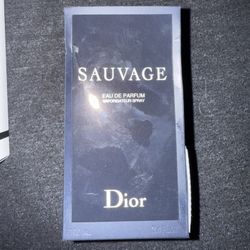 SAUVAGE
EAU DE PARFUM
VAPORISATEUR SPRAY
Dior